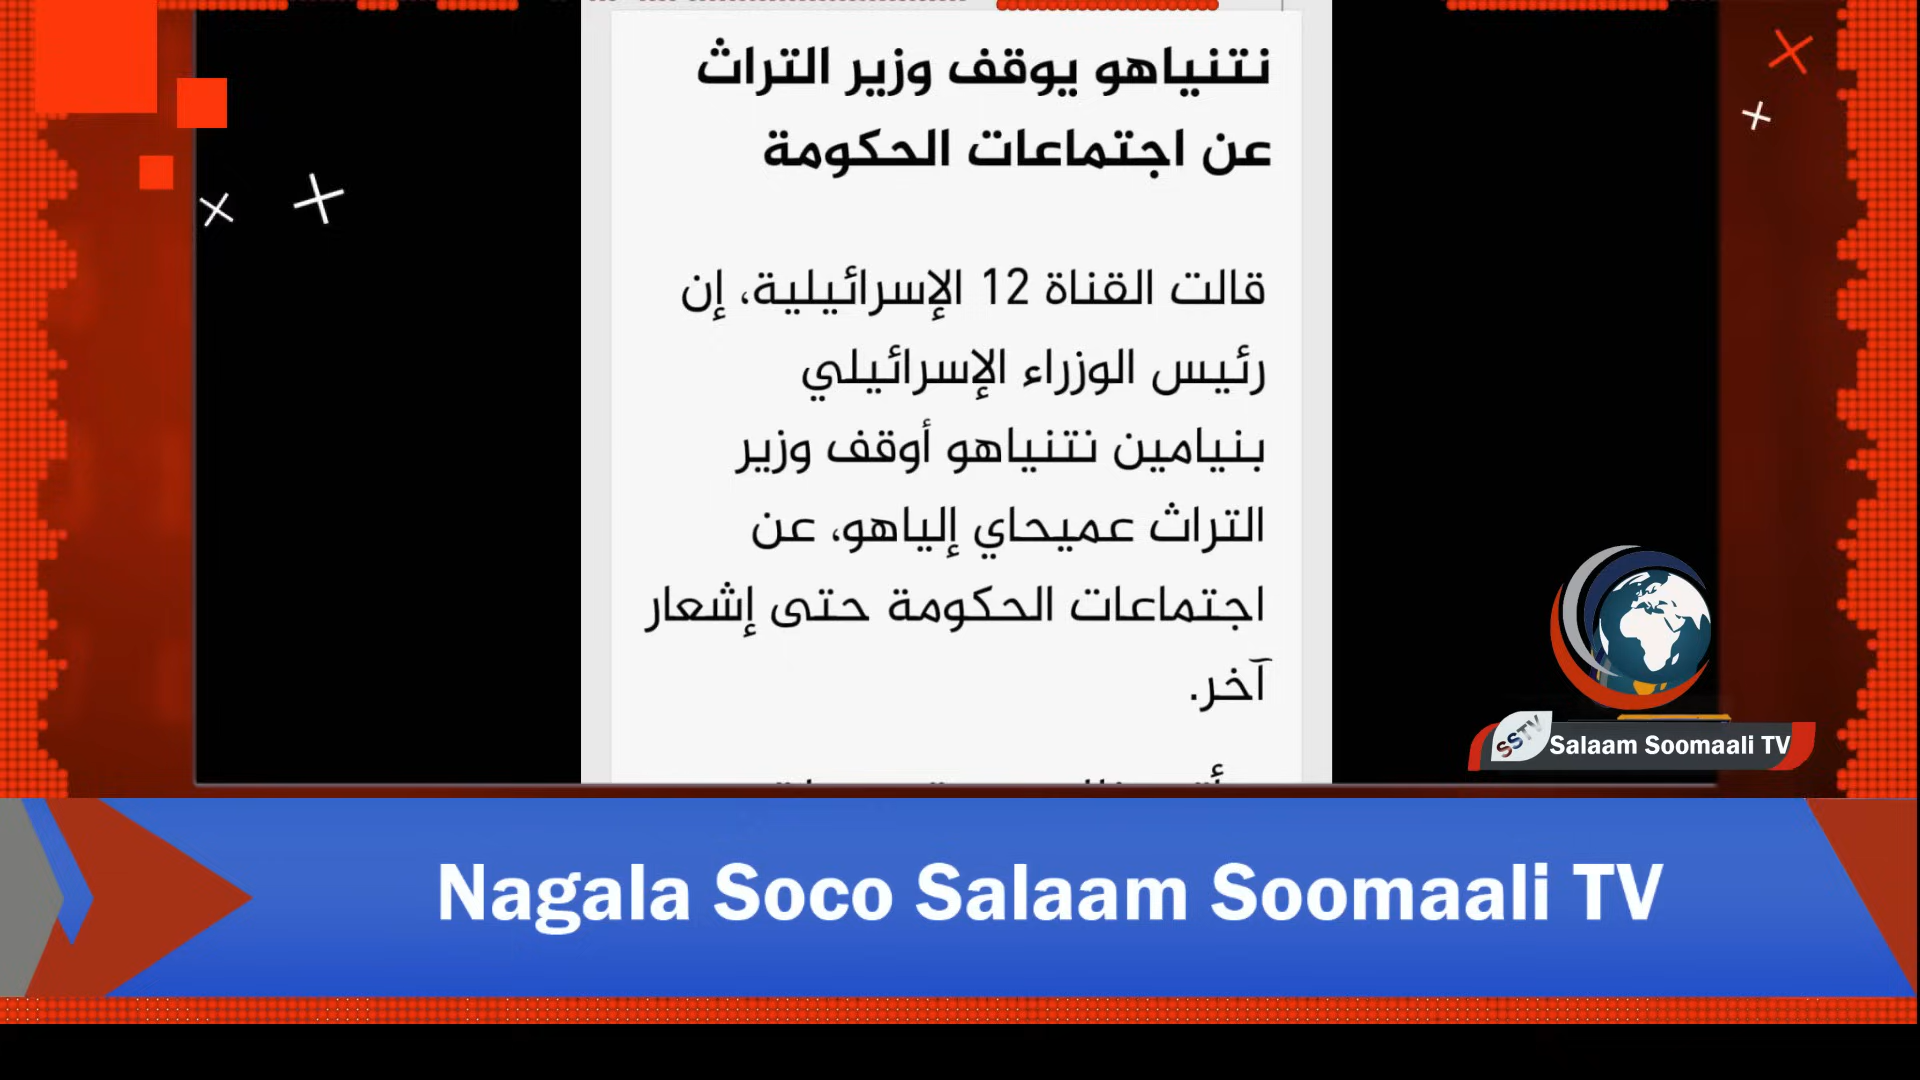 نتنياهو يوقف وزير التراث
عن اجتماعات الحكومة
قالت القناة 12 الإسرائيلية، إن
رئيس الوزراء الإسرائيلي
بنيامين نتنياهو أوقف وزير
التراث عميحاي إلياهو، عن
اجتماعات الحكومة حتى إشعار
آخر.
SSTV Salaam Soomaali TV
Nagala Soco Salaam Soomaali TV